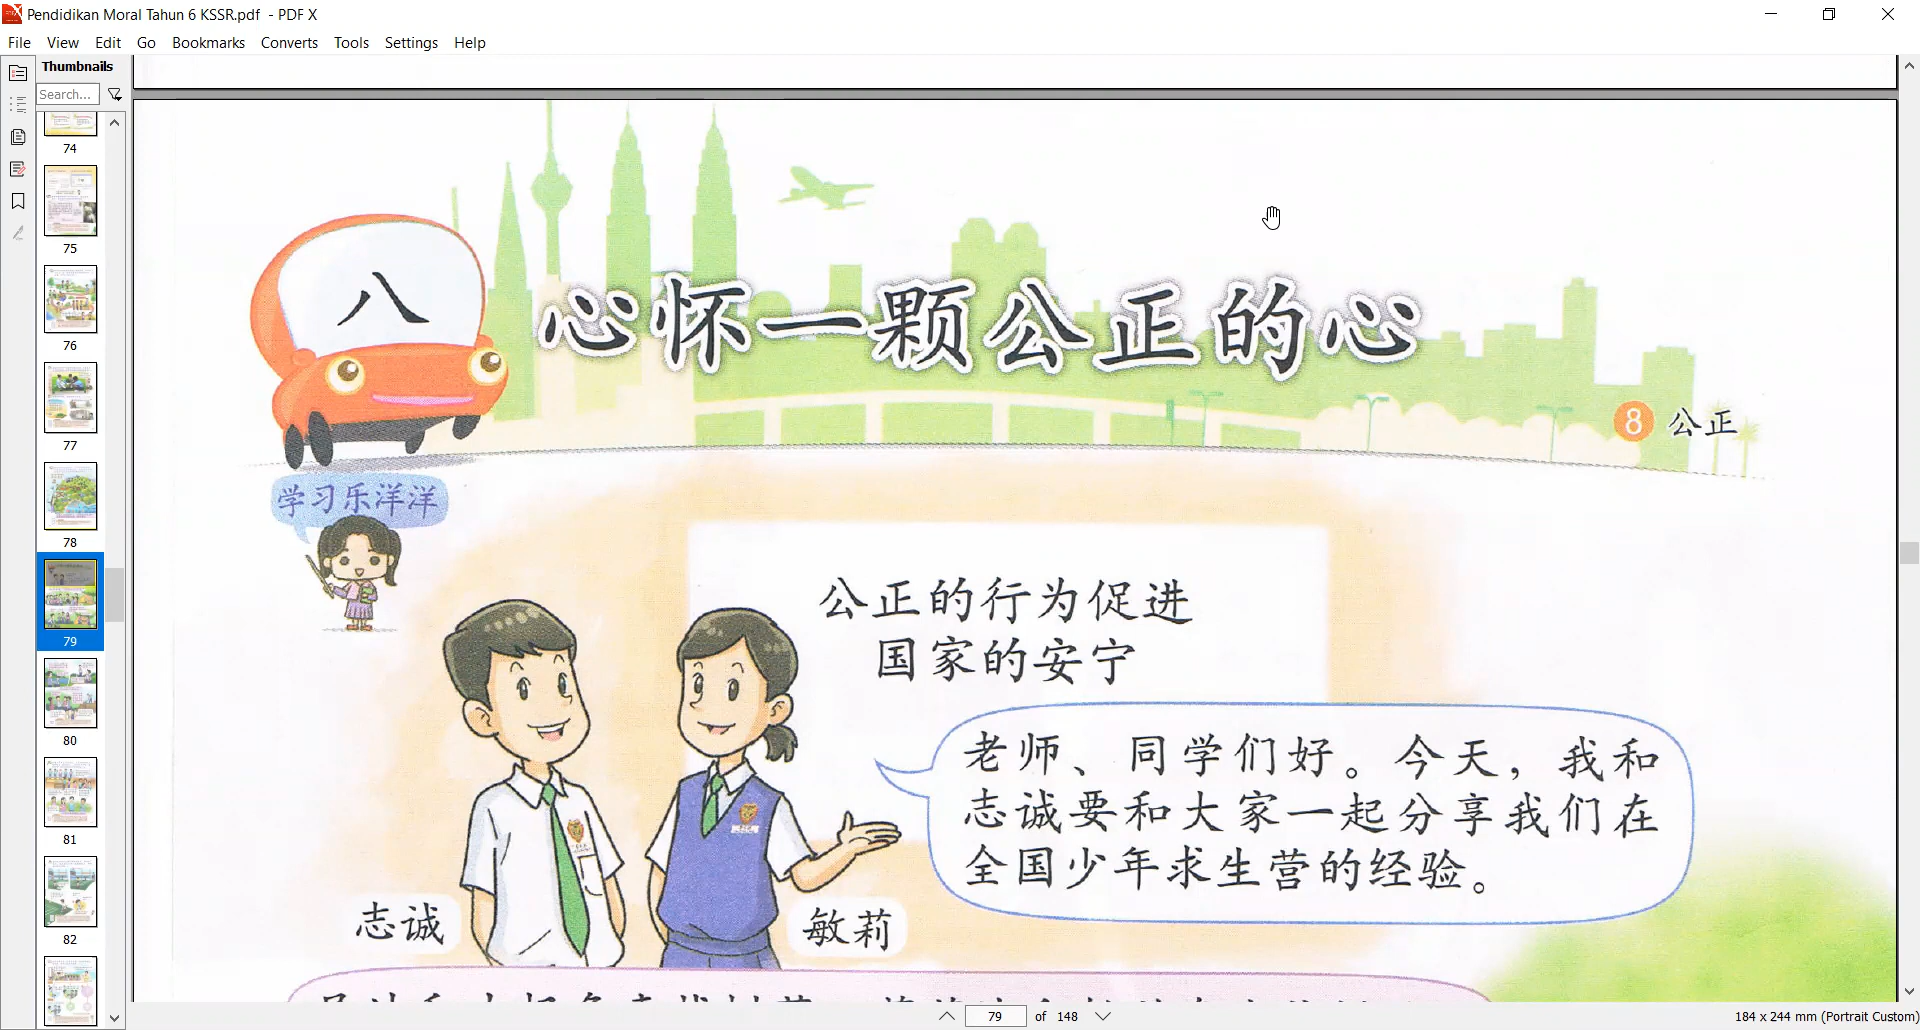 Pendidikan Moral Tahun 6 KSSR.pdf - PDF X
File View Edit Go Bookmarks Converts Tools Settings Help
Thumbnails
Search...
74
75
76
77
78
79
80
81
82
八
心怀一颗公正的心
8 公正
学习乐洋洋
公正的行为促进
国家的安宁
老师、同学们好。今天，我和
志诚要和大家一起分享我们在
全国少年求生营的经验。
志诚
敏莉
79 of 148
184 x 244 mm (Portrait Custom)